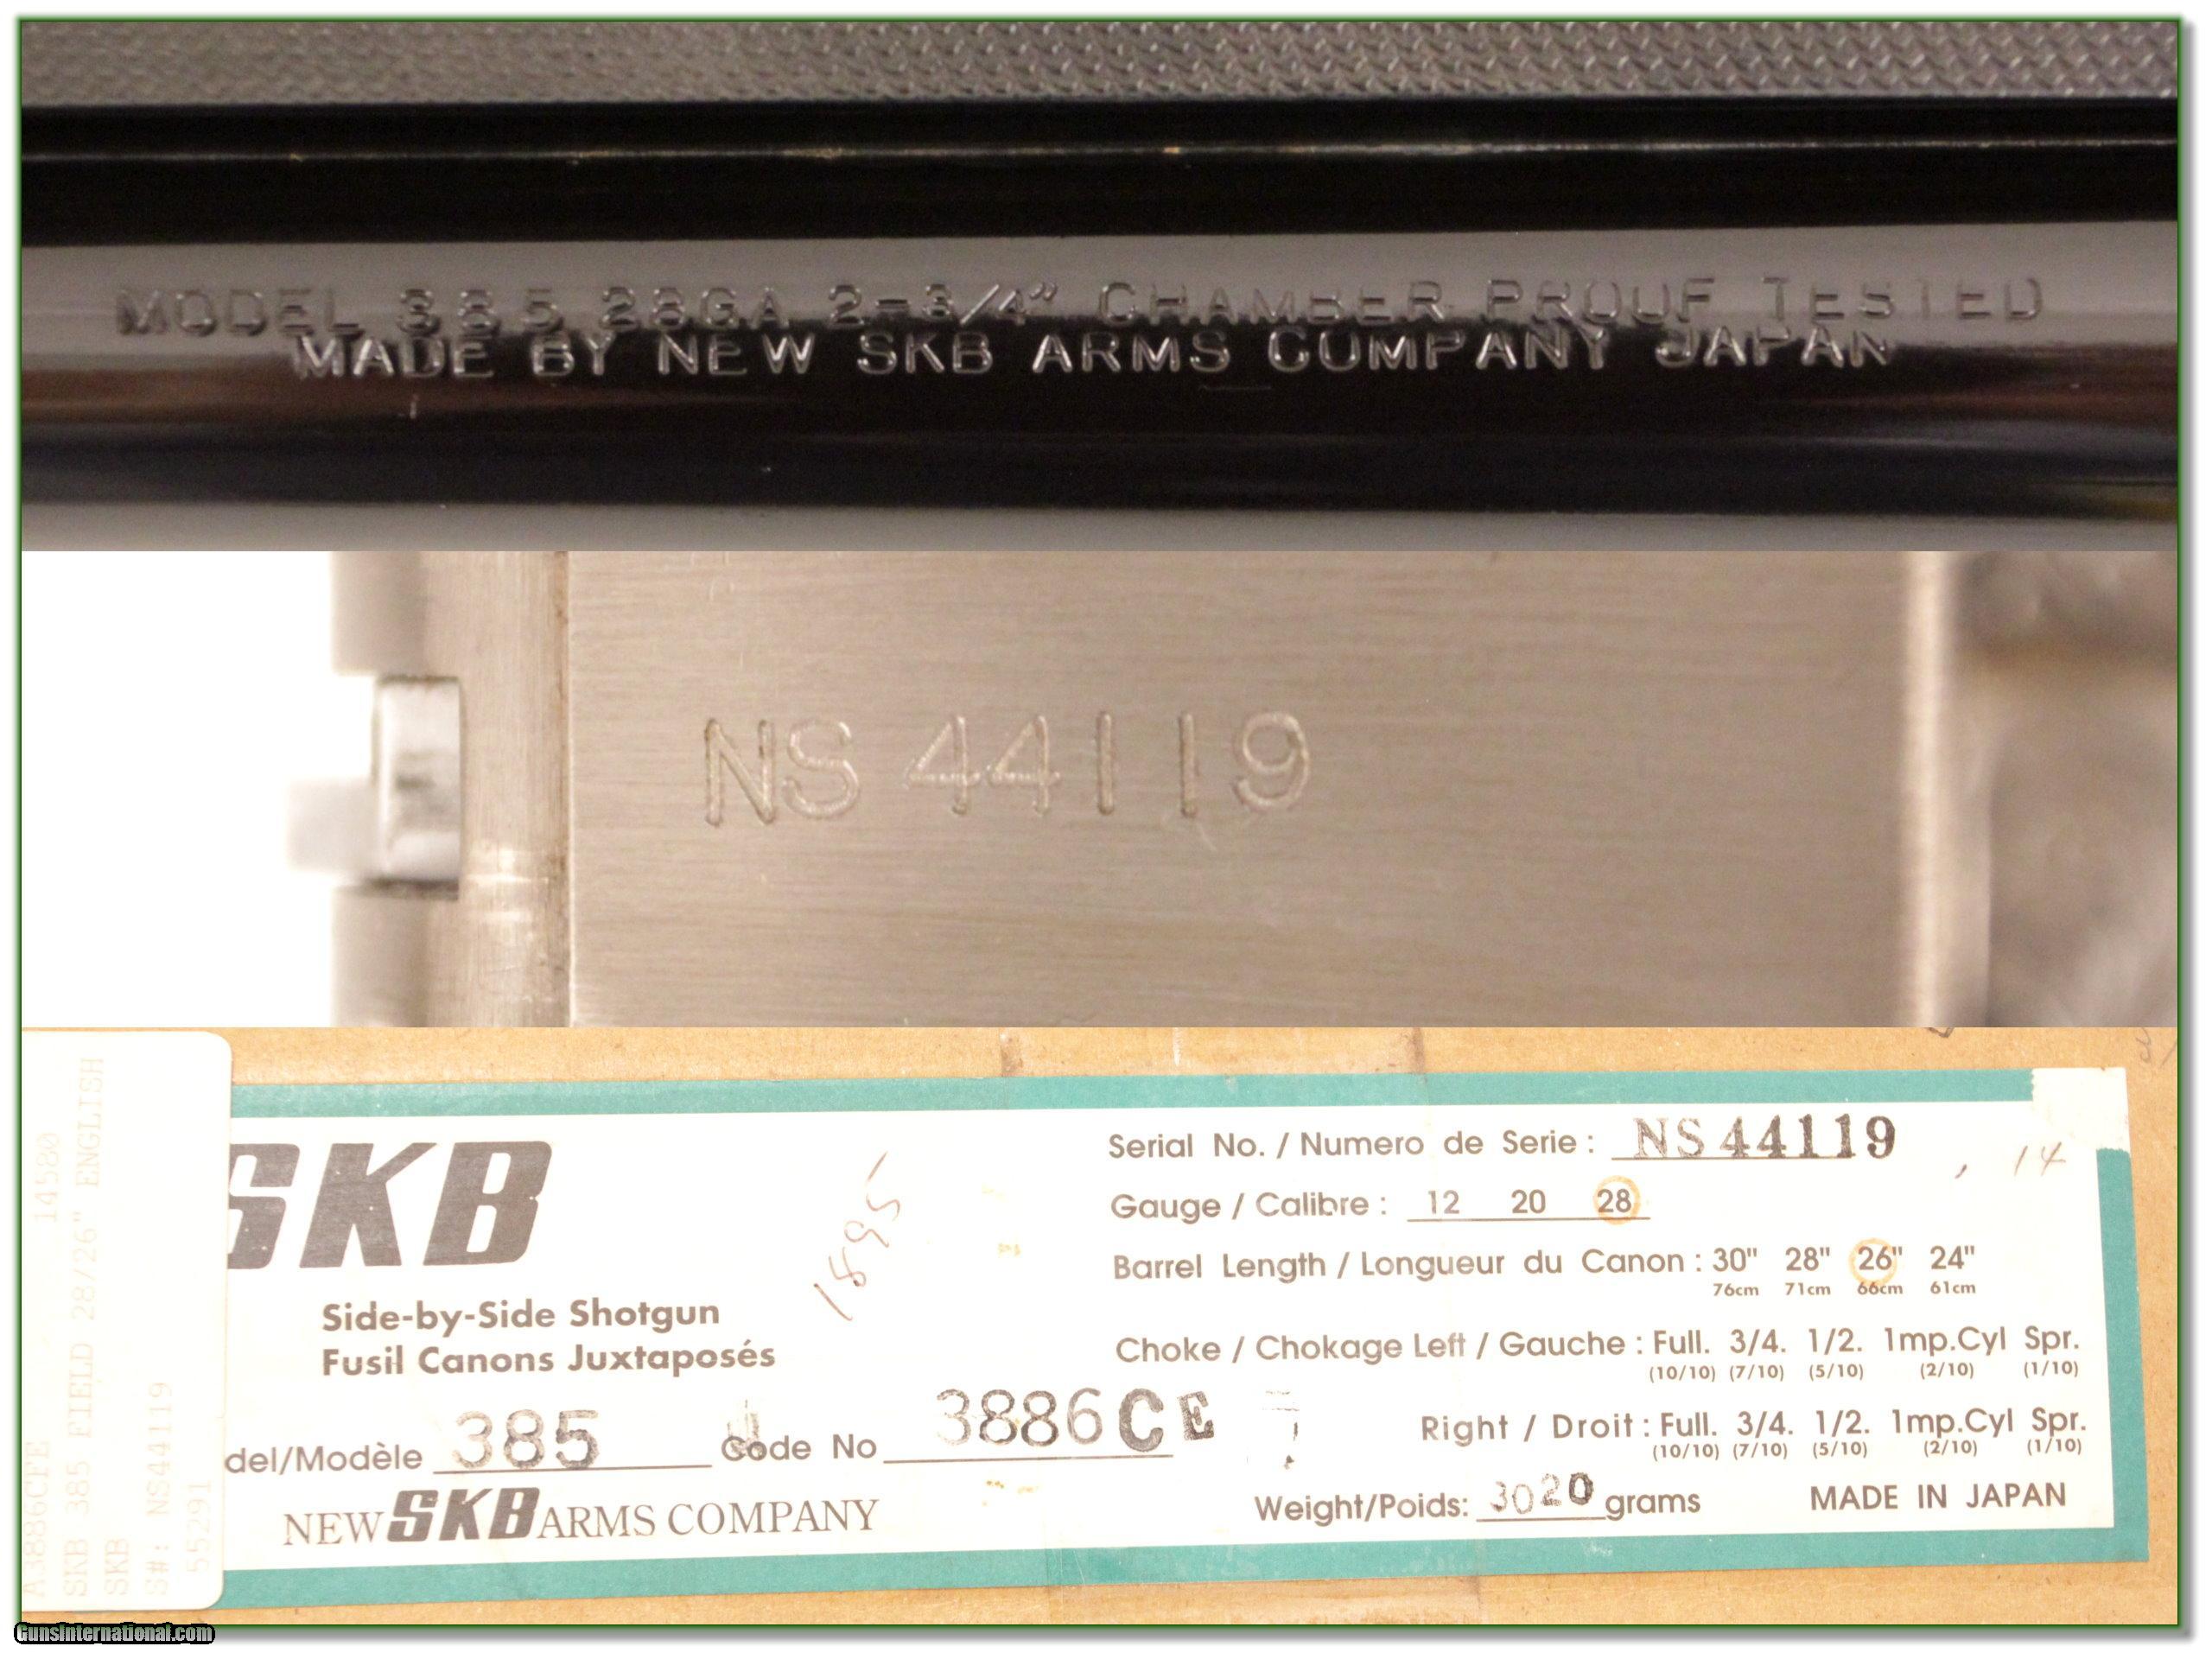 MODEL 385 28GA 2-3/4" CHAMBER PROOF TESTED
MADE BY NEW SKB ARMS COMPANY JAPAN
NS 44119
A3886CFE 14580
SKB 385 FIELD 28/26" ENGLISH
SKB
S#: NS44119
55291
SKB
Side-by-Side Shotgun
Fusil Canons Juxtaposés
1895
del/Modèle 385 Code No 3886CE
NEW SKB ARMS COMPANY
Serial No. / Numero de Serie : NS 44119
, 14
Gauge / Calibre : 12 20 28
Barrel Length / Longueur du Canon : 30" 28" 26" 24"
76cm 71cm 66cm 61cm
Choke / Chokage Left / Gauche : Full. 3/4. 1/2. 1mp.Cyl Spr.
(10/10) (7/10) (5/10) (2/10) (1/10)
Right / Droit : Full. 3/4. 1/2. 1mp.Cyl Spr.
(10/10) (7/10) (5/10) (2/10) (1/10)
Weight/Poids: 3020 grams MADE IN JAPAN
GunsInternational.com